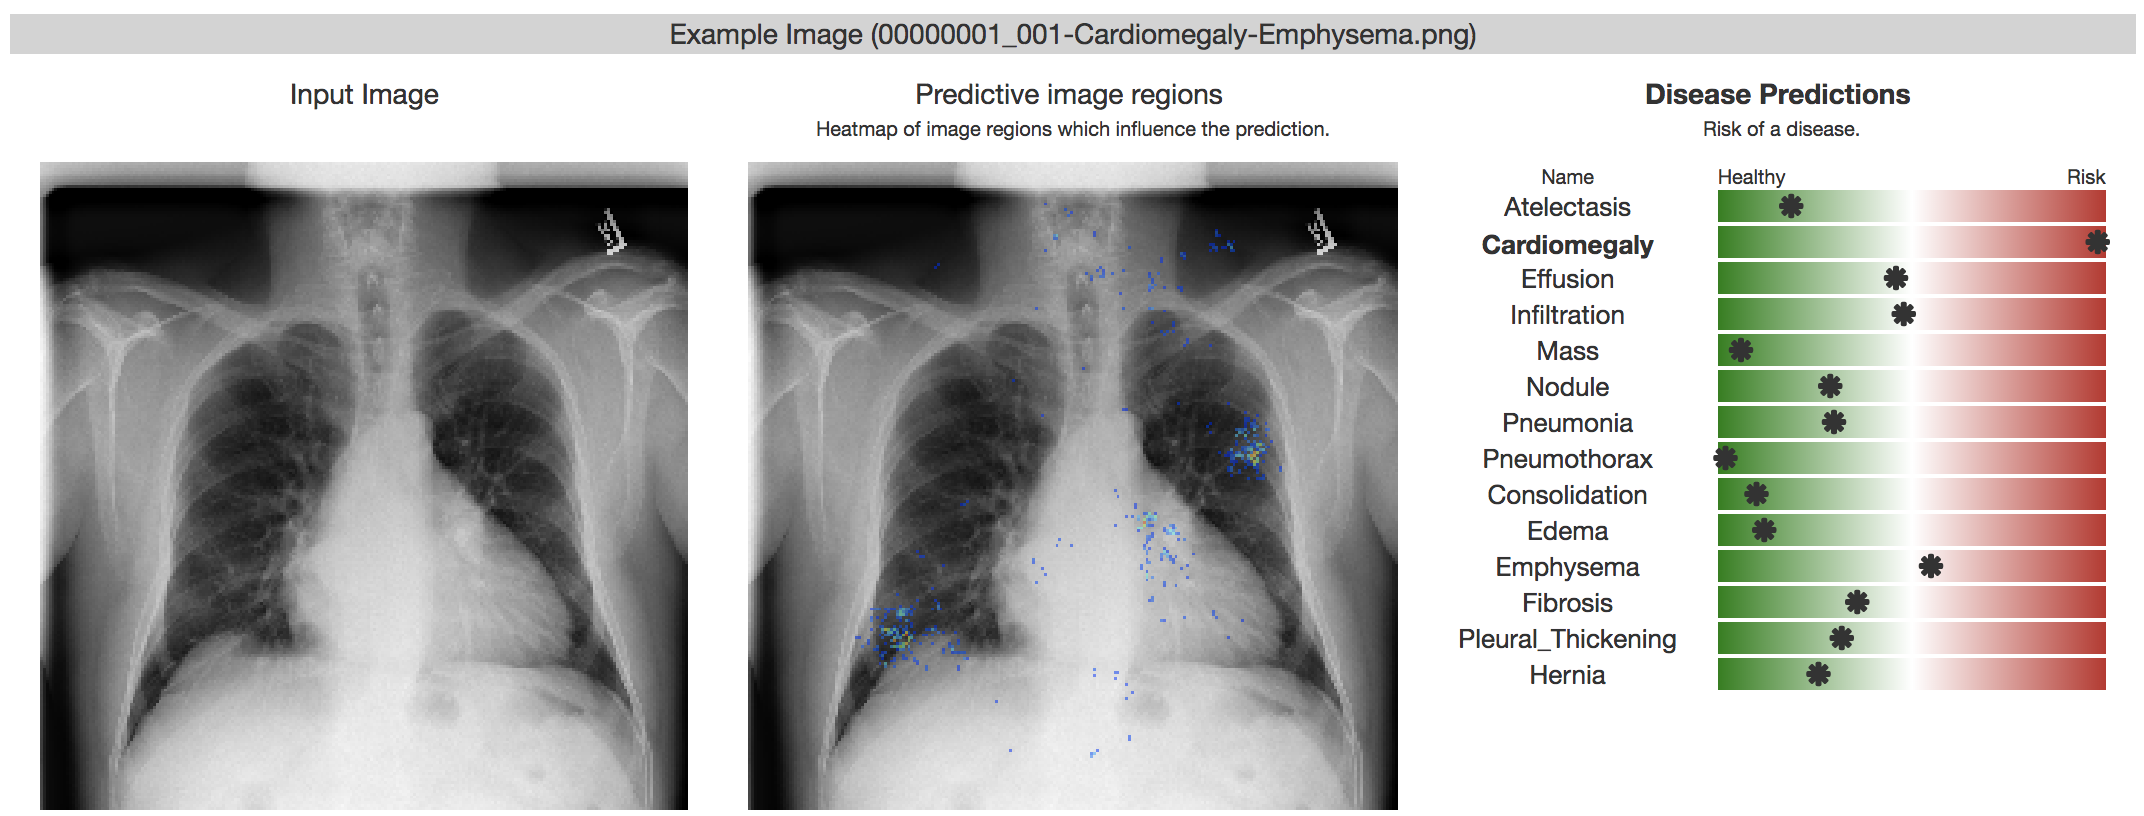 Example Image (00000001_001-Cardiomegaly-Emphysema.png)
Input Image
Predictive image regions
Heatmap of image regions which influence the prediction.
Disease Predictions
Risk of a disease.
Name Healthy Risk
Atelectasis
Cardiomegaly
Effusion
Infiltration
Mass
Nodule
Pneumonia
Pneumothorax
Consolidation
Edema
Emphysema
Fibrosis
Pleural_Thickening
Hernia